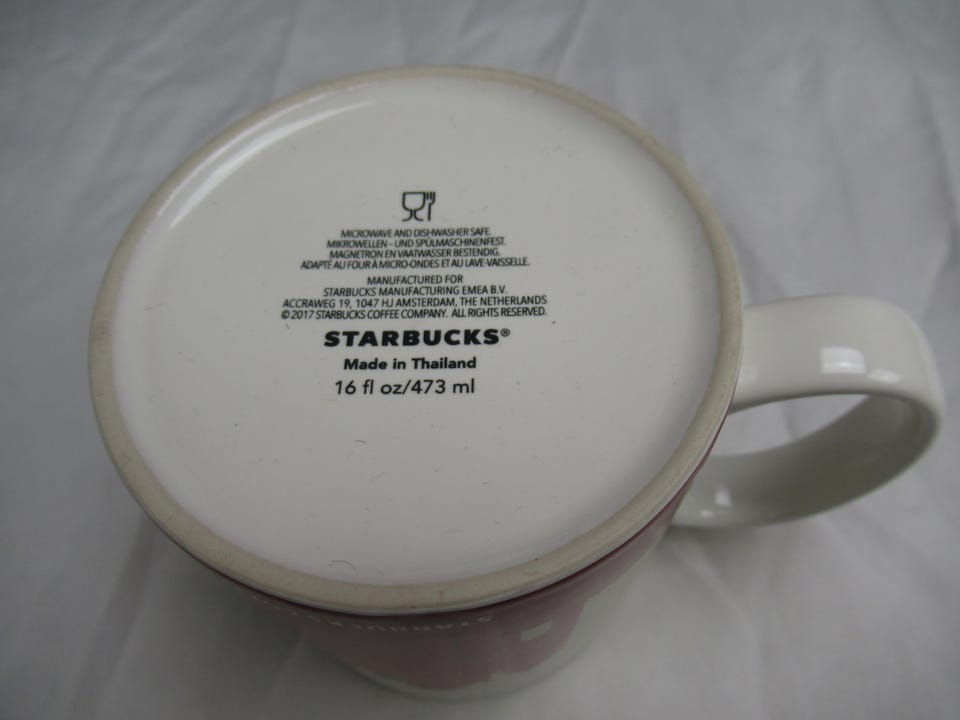 MICROWAVE AND DISHWASHER SAFE.
MIKROWELLEN – UND SPÜLMASCHINENFEST.
MAGNETRON EN VAATWASSER BESTENDIG.
ADAPTÉ AU FOUR À MICRO-ONDES ET AU LAVE-VAISSELLE.
MANUFACTURED FOR
STARBUCKS MANUFACTURING EMEA B.V.
ACCRAWEG 19, 1047 HJ AMSTERDAM, THE NETHERLANDS
© 2017 STARBUCKS COFFEE COMPANY. ALL RIGHTS RESERVED.
STARBUCKS®
Made in Thailand
16 fl oz/473 ml
STARBUCKS